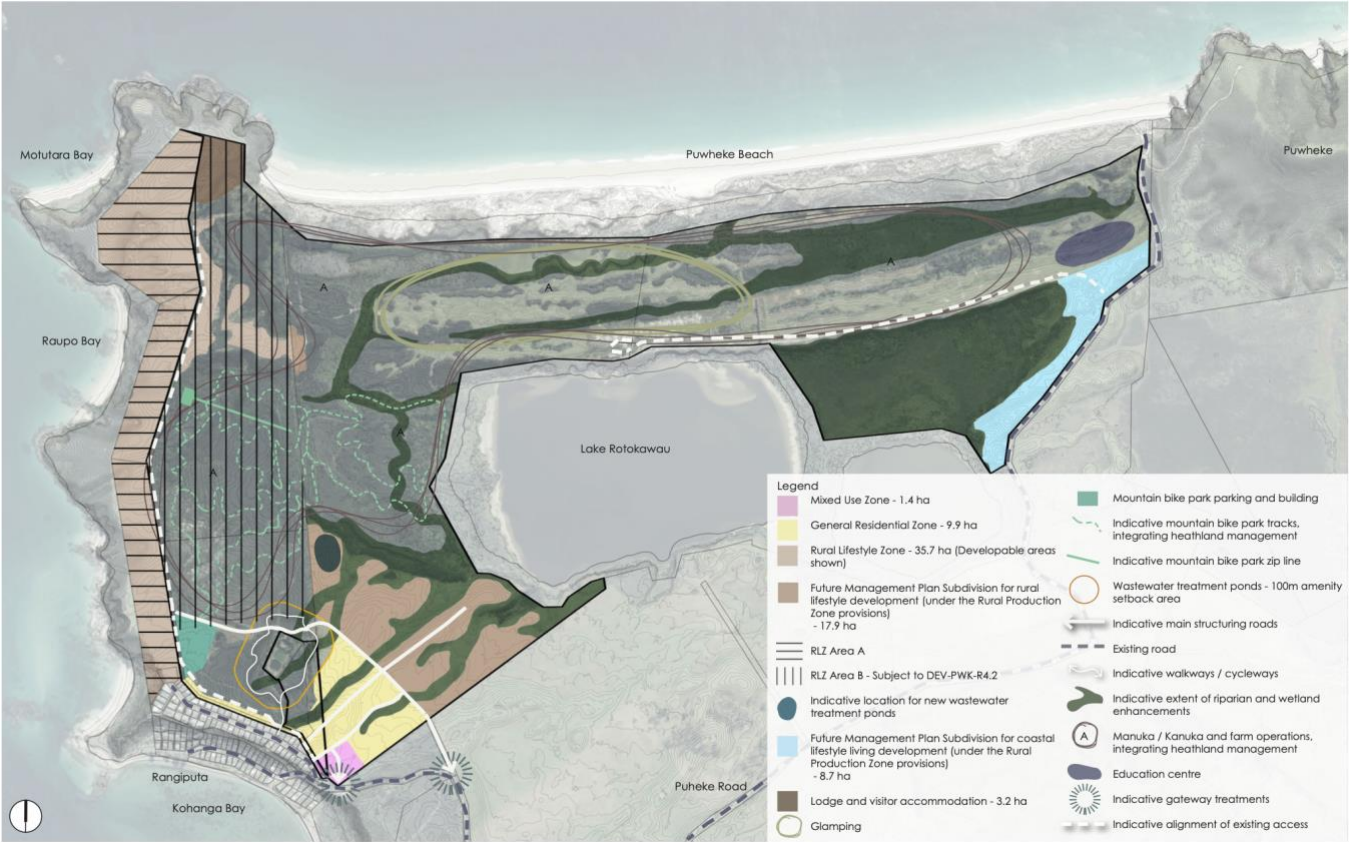 Motutara Bay
Puwheke Beach
Puwheke
A
A
A
Raupo Bay
Lake Rotokawau
A
A
Rangiputa
Kohanga Bay
Puheke Road
Legend
Mixed Use Zone - 1.4 ha
General Residential Zone - 9.9 ha
Rural Lifestyle Zone - 35.7 ha (Developable areas
shown)
Future Management Plan Subdivision for rural
lifestyle development (under the Rural Production
Zone provisions)
- 17.9 ha
RLZ Area A
RLZ Area B - Subject to DEV-PWK-R4.2
Indicative location for new wastewater
treatment ponds
Future Management Plan Subdivision for coastal
lifestyle living development (under the Rural
Production Zone provisions)
- 8.7 ha
Lodge and visitor accommodation - 3.2 ha
Glamping
Mountain bike park parking and building
Indicative mountain bike park tracks,
integrating heathland management
Indicative mountain bike park zip line
Wastewater treatment ponds - 100m amenity
setback area
Indicative main structuring roads
Existing road
Indicative walkways / cycleways
Indicative extent of riparian and wetland
enhancements
A
Manuka / Kanuka and farm operations,
integrating heathland management
Education centre
Indicative gateway treatments
Indicative alignment of existing access